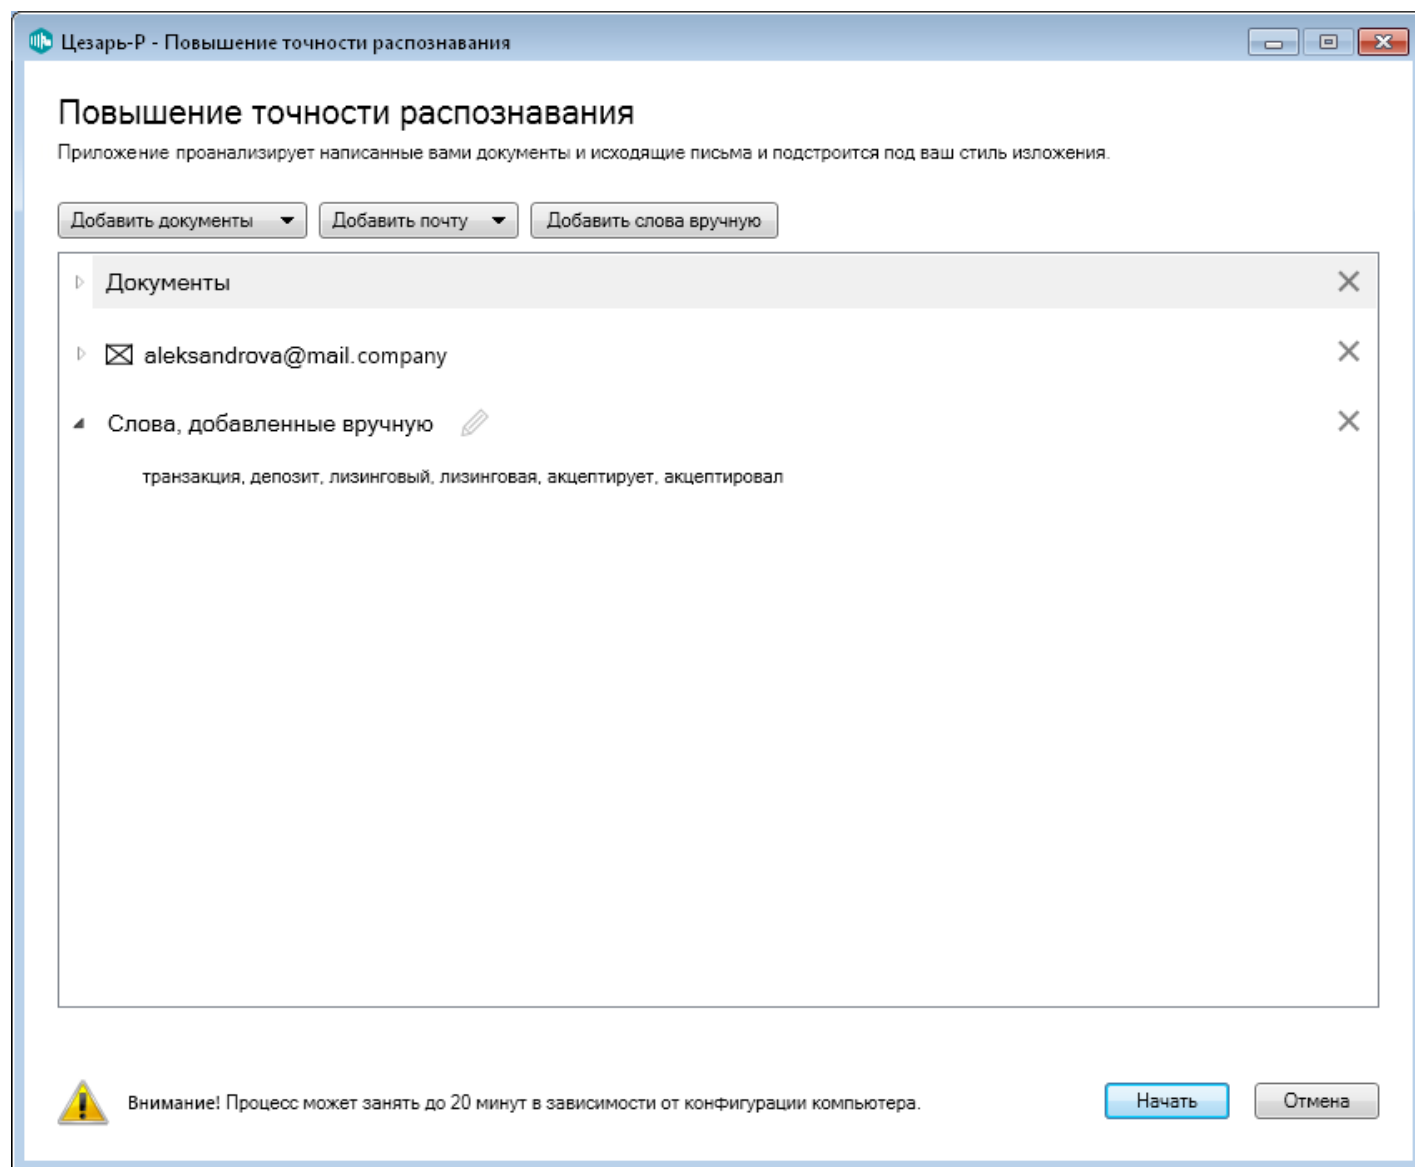 Цезарь-Р - Повышение точности распознавания
Повышение точности распознавания
Приложение проанализирует написанные вами документы и исходящие письма и подстроится под ваш стиль изложения.
Добавить документы
Добавить почту
Добавить слова вручную
Документы
aleksandrova@mail.company
Слова, добавленные вручную
транзакция, депозит, лизинговый, лизинговая, акцептирует, акцептировал
Внимание! Процесс может занять до 20 минут в зависимости от конфигурации компьютера.
Начать
Отмена